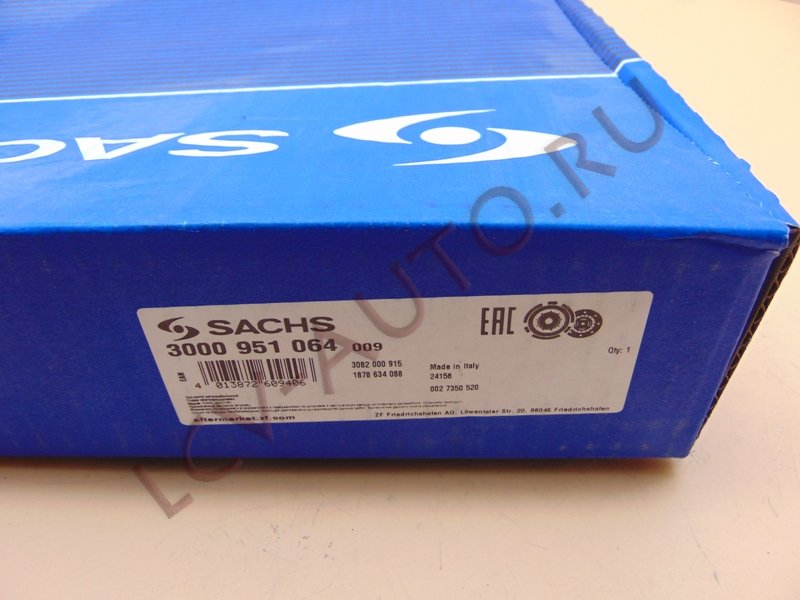 SAC
SACHS
3000 951 064 009
EAC
Qty: 1
3082 000 915
1878 634 088
Made in Italy
24156
002 7350 520
EAN
4 013872 609406
aftermarket.zf.com
ZF Friedrichshafen AG, Löwentaler Str. 20, 88046 Friedrichshafen
LCV-AUTO.RU